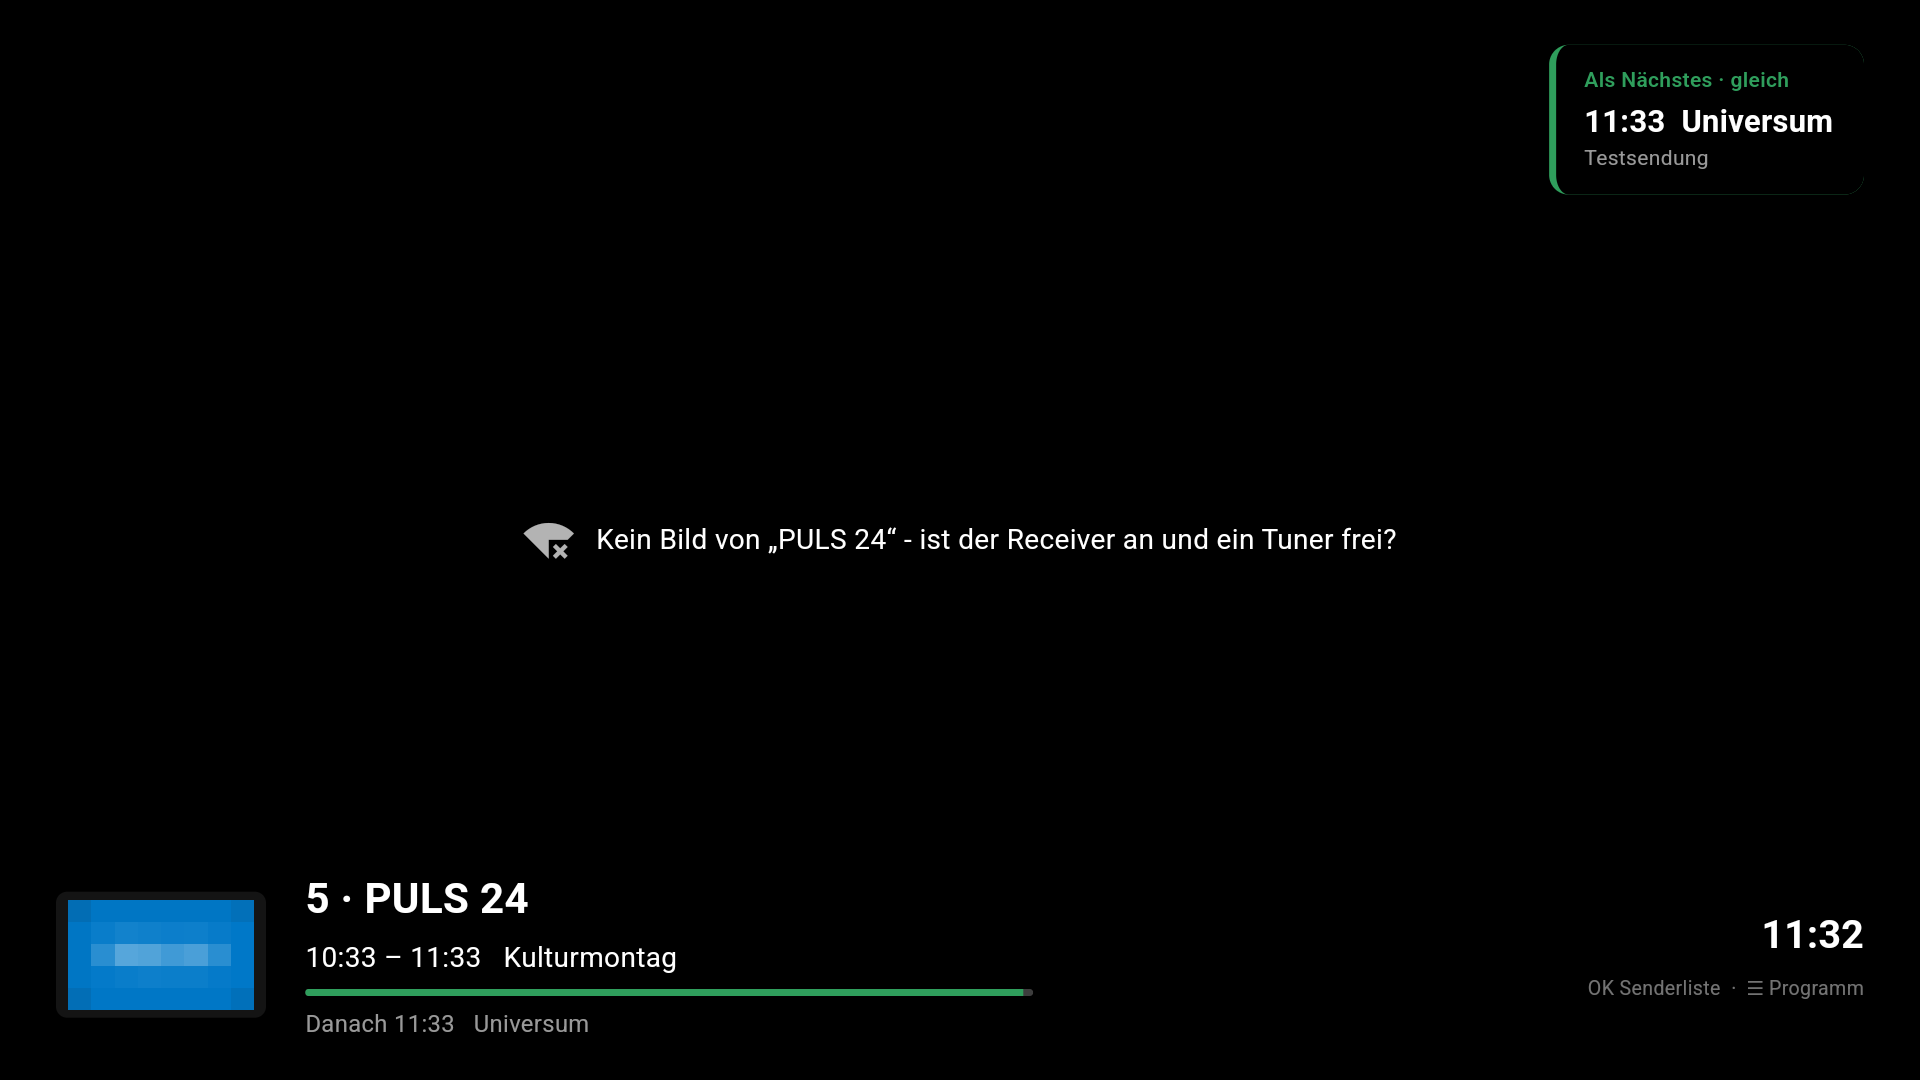 Als Nächstes · gleich
11:33 Universum
Testsendung
Kein Bild von „PULS 24“ - ist der Receiver an und ein Tuner frei?
5 · PULS 24
10:33 – 11:33 Kulturmontag
Danach 11:33 Universum
11:32
OK Senderliste · ☰ Programm